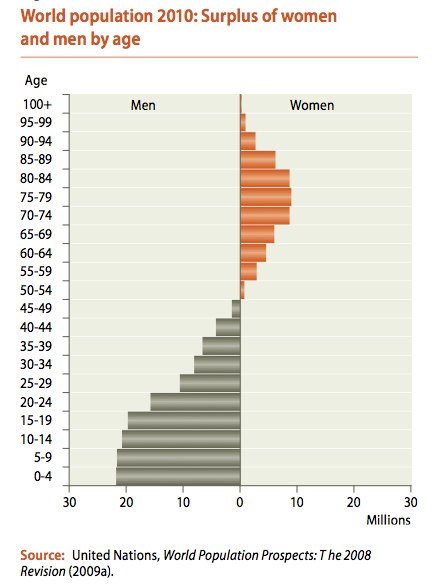 World population 2010: Surplus of women
and men by age
Age
Men Women
100+
95-99
90-94
85-89
80-84
75-79
70-74
65-69
60-64
55-59
50-54
45-49
40-44
35-39
30-34
25-29
20-24
15-19
10-14
5-9
0-4
30 20 10 0 10 20 30
Millions
Source: United Nations, World Population Prospects: T he 2008
Revision (2009a).